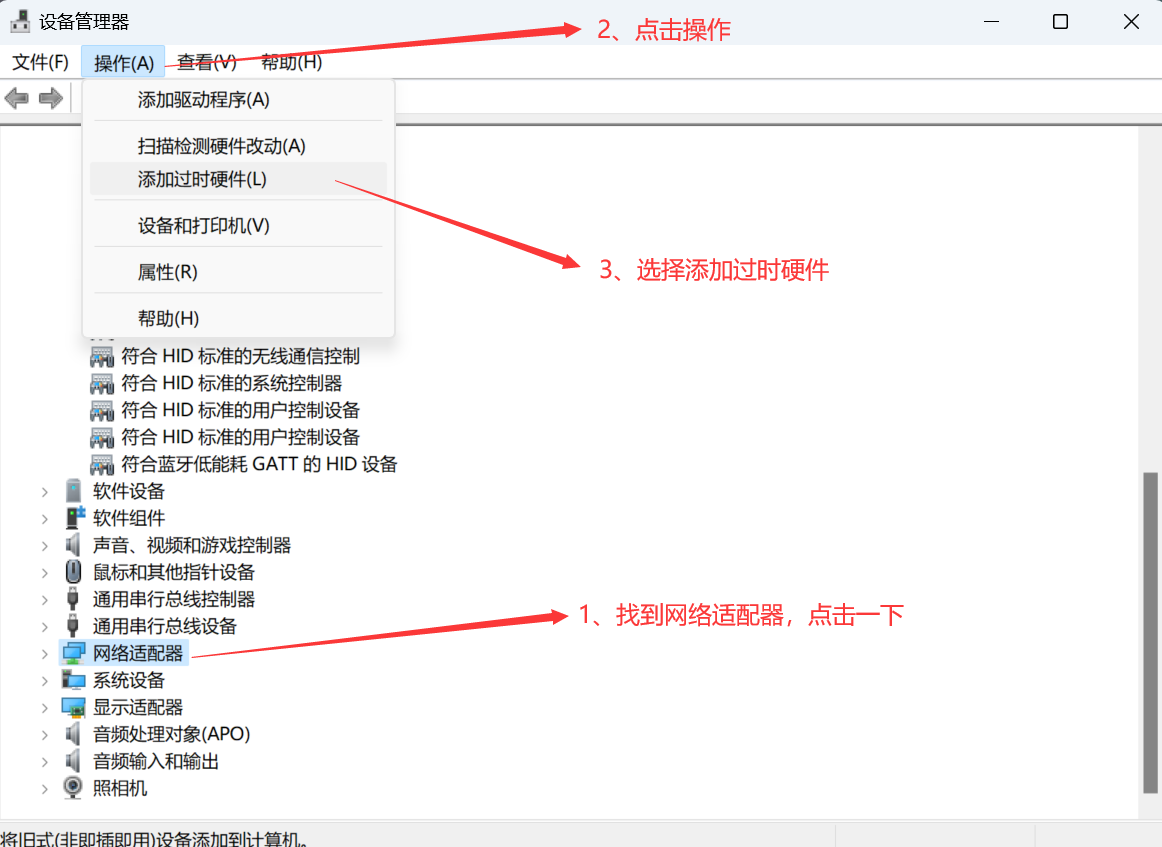 设备管理器
2、点击操作
文件(F) 操作(A) 查看(V) 帮助(H)
添加驱动程序(A)
扫描检测硬件改动(A)
添加过时硬件(L)
设备和打印机(V)
3、选择添加过时硬件
属性(R)
帮助(H)
符合 HID 标准的无线通信控制
符合 HID 标准的系统控制器
符合 HID 标准的用户控制设备
符合 HID 标准的用户控制设备
符合蓝牙低能耗 GATT 的 HID 设备
软件设备
软件组件
声音、视频和游戏控制器
鼠标和其他指针设备
通用串行总线控制器
1、找到网络适配器，点击一下
通用串行总线设备
网络适配器
系统设备
显示适配器
音频处理对象(APO)
音频输入和输出
照相机
将旧式(非即插即用)设备添加到计算机。